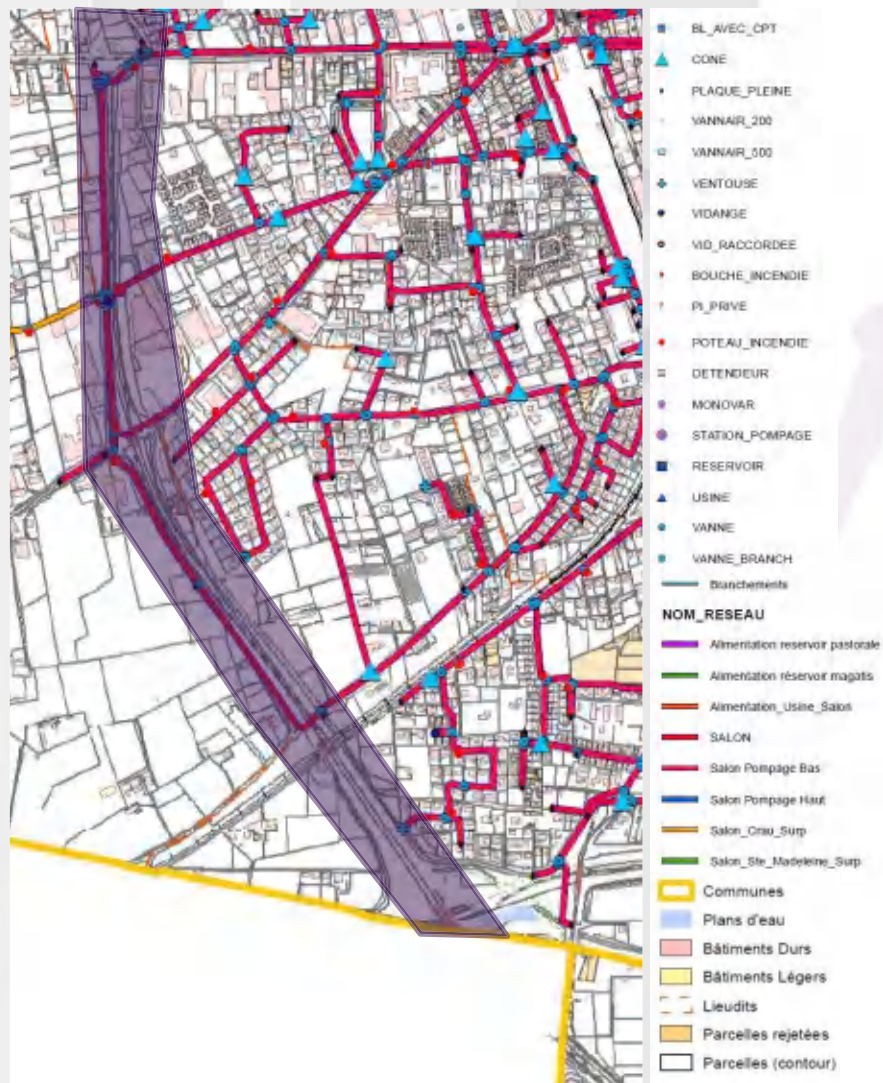 BL_AVEC_CPT
CONE
PLAQUE_PLEINE
VANNAIR_200
VANNAIR_500
VENTOUSE
VIDANGE
VID_RACCORDEE
BOUCHE_INCENDIE
PI_PRIVE
POTEAU_INCENDIE
DETENDEUR
MONOVAR
STATION_POMPAGE
RESERVOIR
USINE
VANNE
VANNE_BRANCH
Branchements
NOM_RESEAU
Alimentation reservoir pastorale
Alimentation réservoir magatis
Alimentation_Usine_Salon
SALON
Salon Pompage Bas
Salon Pompage Haut
Salon_Crau_Surp
Salon_Ste_Madeleine_Surp
Communes
Plans d'eau
Bâtiments Durs
Bâtiments Légers
Lieudits
Parcelles rejetées
Parcelles (contour)